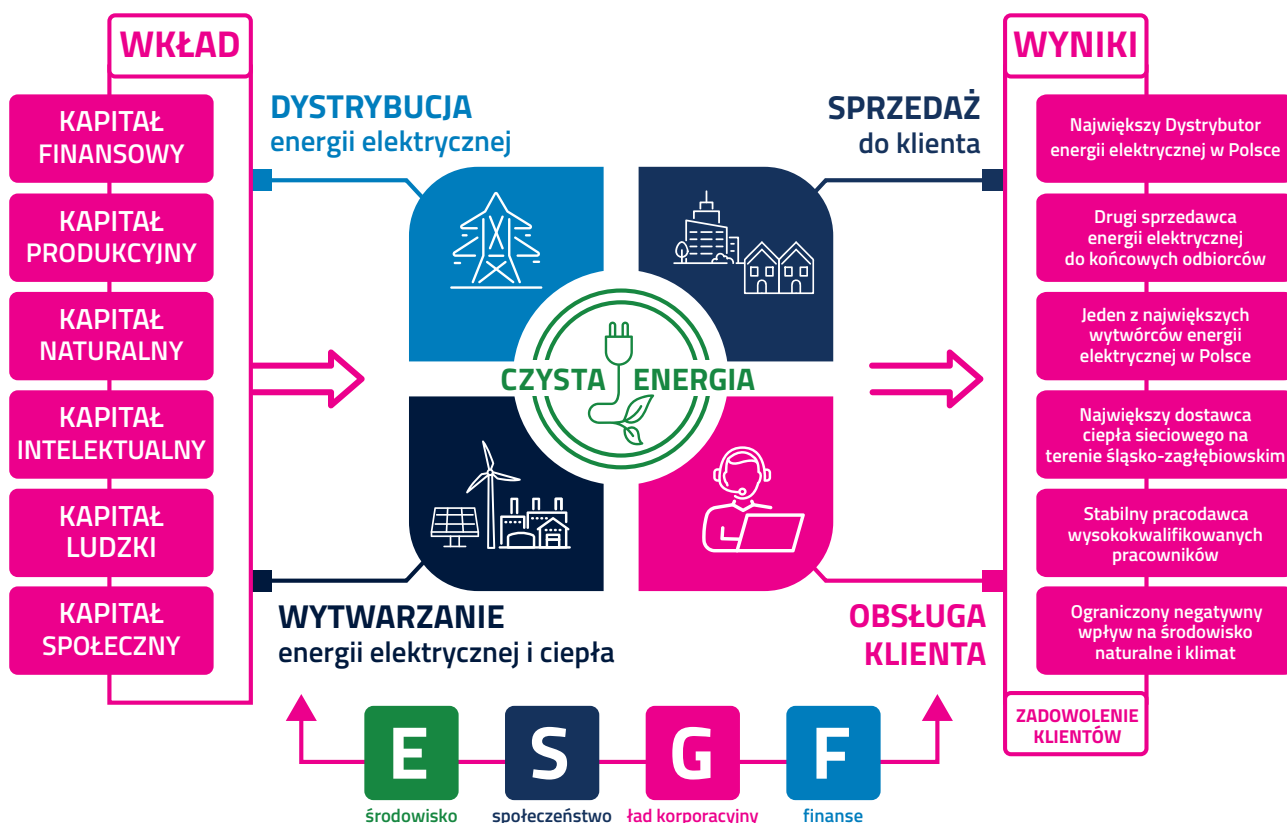 WKŁAD
KAPITAŁ
FINANSOWY
KAPITAŁ
PRODUKCYJNY
KAPITAŁ
NATURALNY
KAPITAŁ
INTELEKTUALNY
KAPITAŁ
LUDZKI
KAPITAŁ
SPOŁECZNY
DYSTRYBUCJA
energii elektrycznej
SPRZEDAŻ
do klienta
CZYSTA ENERGIA
WYTWARZANIE
energii elektrycznej i ciepła
OBSŁUGA
KLIENTA
WYNIKI
Największy Dystrybutor
energii elektrycznej w Polsce
Drugi sprzedawca
energii elektrycznej
do końcowych odbiorców
Jeden z największych
wytwórców energii
elektrycznej w Polsce
Największy dostawca
ciepła sieciowego na
terenie śląsko-zagłębiowskim
Stabilny pracodawca
wysokokwalifikowanych
pracowników
Ograniczony negatywny
wpływ na środowisko
naturalne i klimat
ZADOWOLENIE
KLIENTÓW
E S G F
środowisko społeczeństwo ład korporacyjny finanse